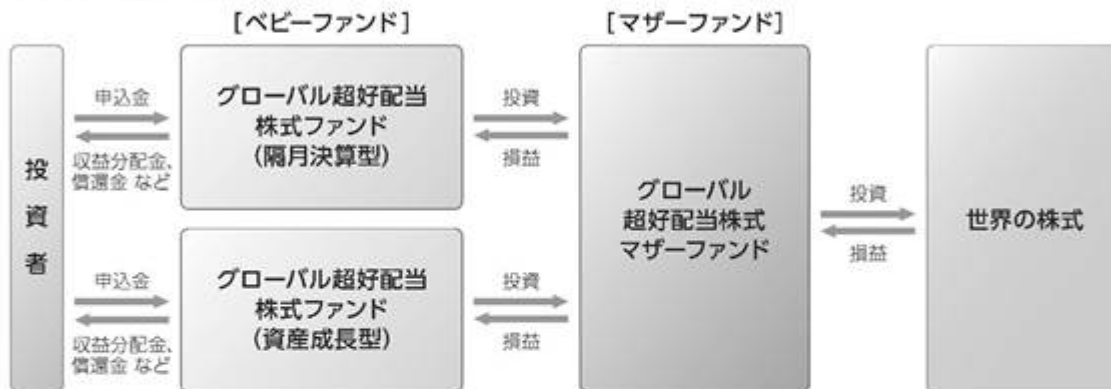 [ベビーファンド]
[マザーファンド]
投資者
申込金
収益分配金、
償還金 など
グローバル超好配当
株式ファンド
(隔月決算型)
投資
損益
申込金
収益分配金、
償還金 など
グローバル超好配当
株式ファンド
(資産成長型)
投資
損益
グローバル
超好配当株式
マザーファンド
投資
損益
世界の株式